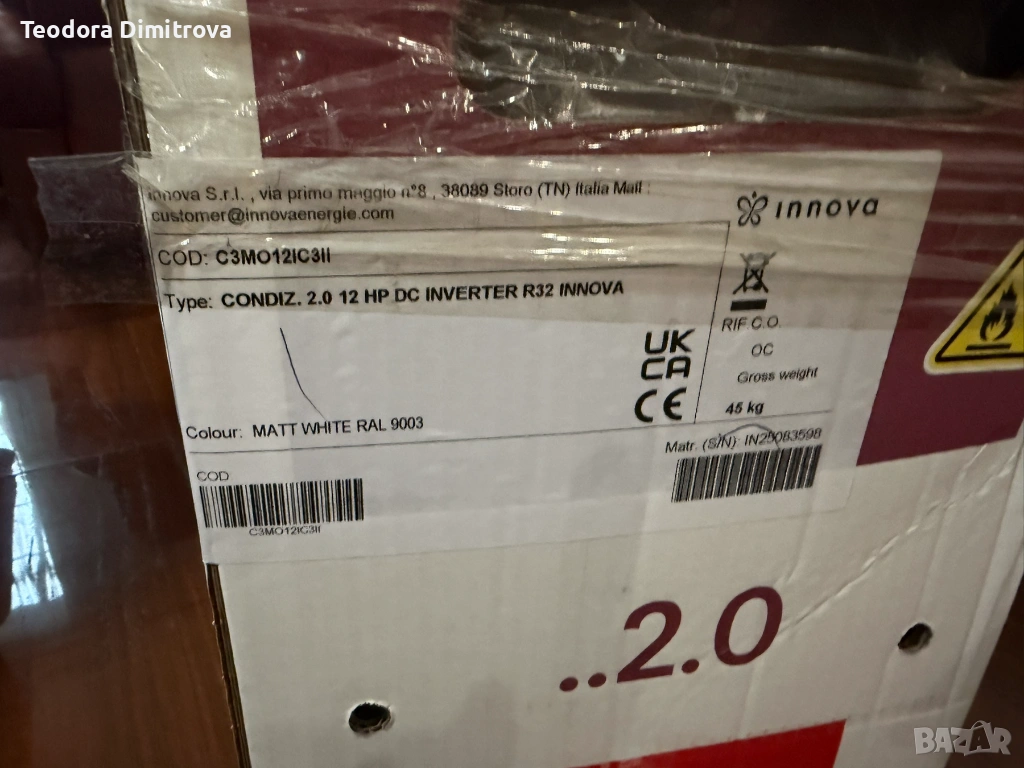 Teodora Dimitrova
innova S.r.l. , via primo maggio n°8 , 38089 Storo (TN) Italia Mail :
customer@innovaenergie.com
innova
COD: C3MO12IC3II
Type: CONDIZ. 2.0 12 HP DC INVERTER R32 INNOVA
RIF C.O.
OC
UK
CA
CE
Gross weight
45 kg
Colour: MATT WHITE RAL 9003
Matr. (S/N): IN25083598
COD
C3MO12IC3II
..2.0
BAZAR